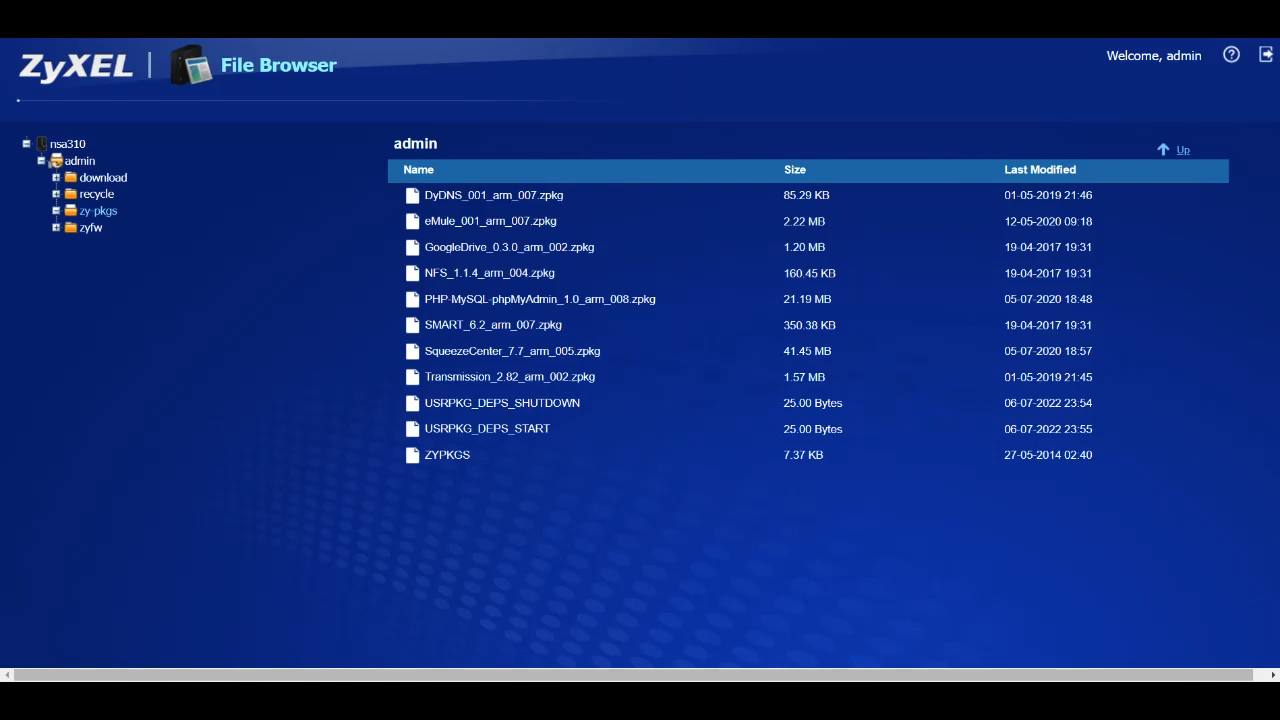 ZyXEL | File Browser
Welcome, admin
nsa310
admin
download
recycle
zy-pkgs
zyfw
admin
Up
Name Size Last Modified
DyDNS_001_arm_007.zpkg 85.29 KB 01-05-2019 21:46
eMule_001_arm_007.zpkg 2.22 MB 12-05-2020 09:18
GoogleDrive_0.3.0_arm_002.zpkg 1.20 MB 19-04-2017 19:31
NFS_1.1.4_arm_004.zpkg 160.45 KB 19-04-2017 19:31
PHP-MySQL-phpMyAdmin_1.0_arm_008.zpkg 21.19 MB 05-07-2020 18:48
SMART_6.2_arm_007.zpkg 350.38 KB 19-04-2017 19:31
SqueezeCenter_7.7_arm_005.zpkg 41.45 MB 05-07-2020 18:57
Transmission_2.82_arm_002.zpkg 1.57 MB 01-05-2019 21:45
USRPKG_DEPS_SHUTDOWN 25.00 Bytes 06-07-2022 23:54
USRPKG_DEPS_START 25.00 Bytes 06-07-2022 23:55
ZYPKGS 7.37 KB 27-05-2014 02:40